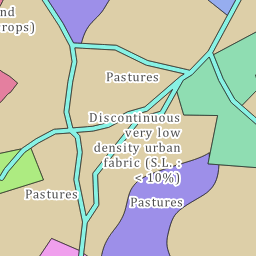 nd
rops)
Pastures
Discontinuous
very low
density urban
fabric (S.L. :
< 10%)
Pastures
Pastures